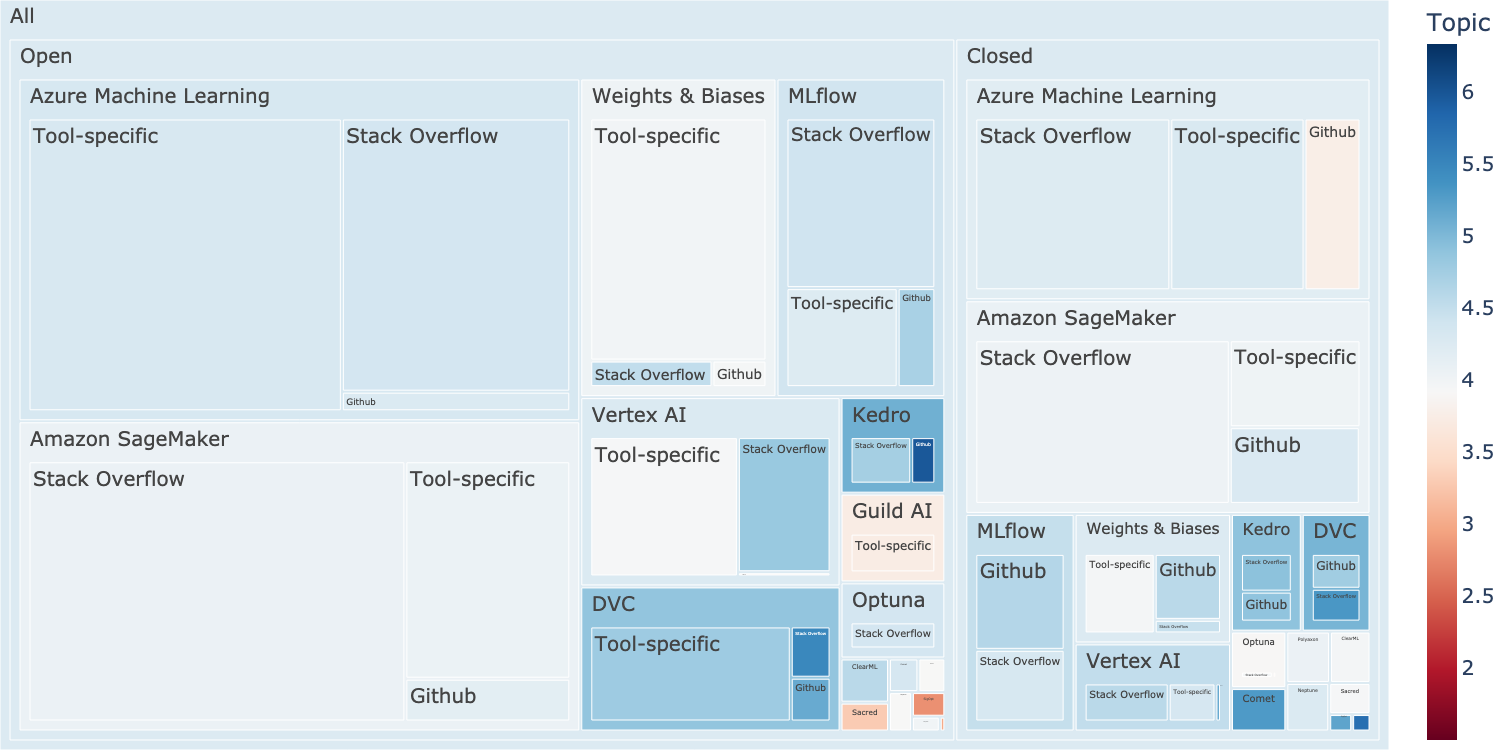 All
Open
Azure Machine Learning
Tool-specific
Stack Overflow
Github
Amazon SageMaker
Stack Overflow
Tool-specific
Github
Weights & Biases
Tool-specific
Stack Overflow
Github
MLflow
Stack Overflow
Tool-specific
Github
Vertex AI
Tool-specific
Stack Overflow
Kedro
Stack Overflow
Github
Guild AI
Tool-specific
DVC
Tool-specific
Stack Overflow
Github
Optuna
Stack Overflow
ClearML
Sacred
Closed
Azure Machine Learning
Stack Overflow
Tool-specific
Github
Amazon SageMaker
Stack Overflow
Tool-specific
Github
MLflow
Github
Stack Overflow
Weights & Biases
Tool-specific
Github
Stack Overflow
Vertex AI
Stack Overflow
Tool-specific
Kedro
Stack Overflow
Github
DVC
Github
Stack Overflow
Optuna
Stack Overflow
Polyaxon
ClearML
Comet
Neptune
Sacred
Topic
6
5.5
5
4.5
4
3.5
3
2.5
2